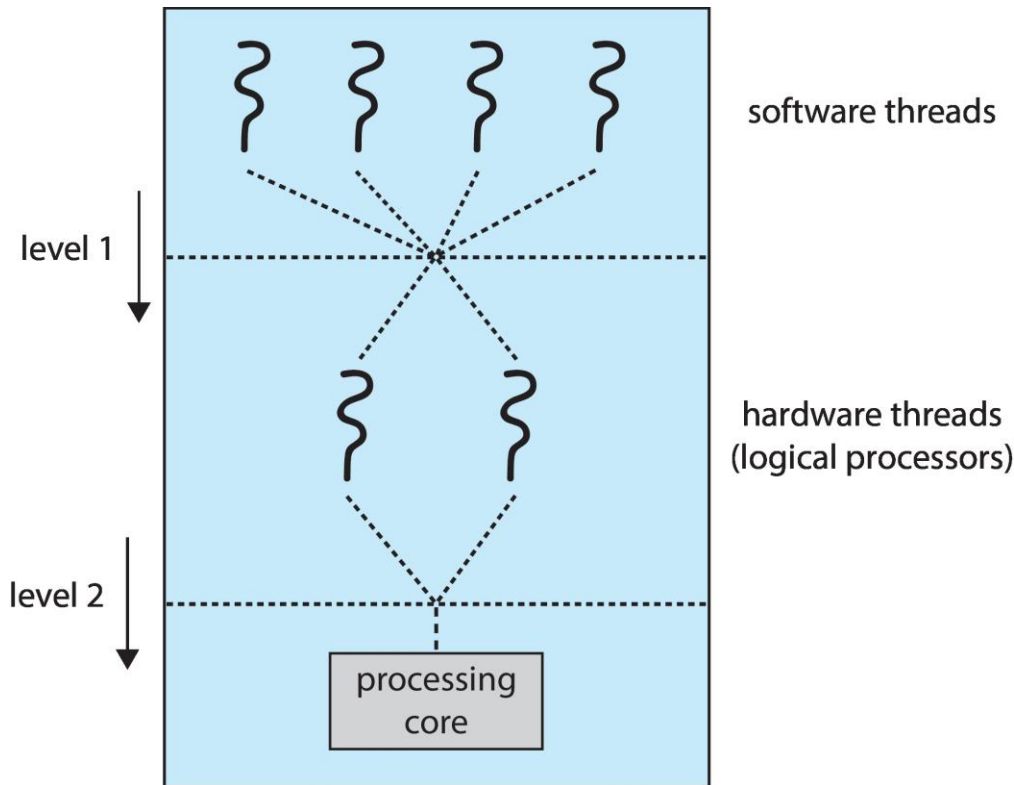 software threads
level 1
hardware threads
(logical processors)
level 2
processing
core